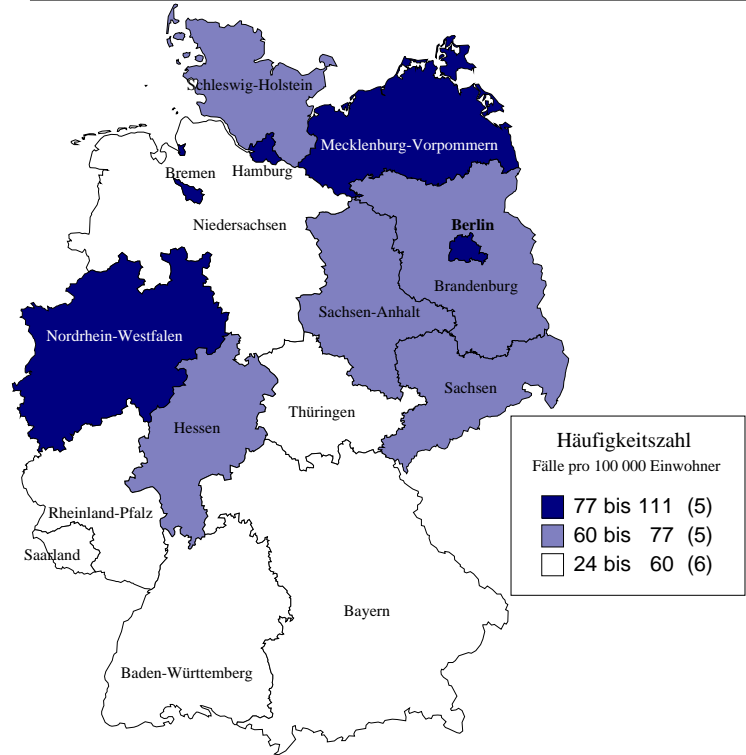 Schleswig-Holstein
Mecklenburg-Vorpommern
Hamburg
Bremen
Niedersachsen
Berlin
Brandenburg
Sachsen-Anhalt
Nordrhein-Westfalen
Sachsen
Thüringen
Hessen
Rheinland-Pfalz
Saarland
Bayern
Baden-Württemberg
Häufigkeitszahl
Fälle pro 100 000 Einwohner
77 bis 111 (5)
60 bis 77 (5)
24 bis 60 (6)